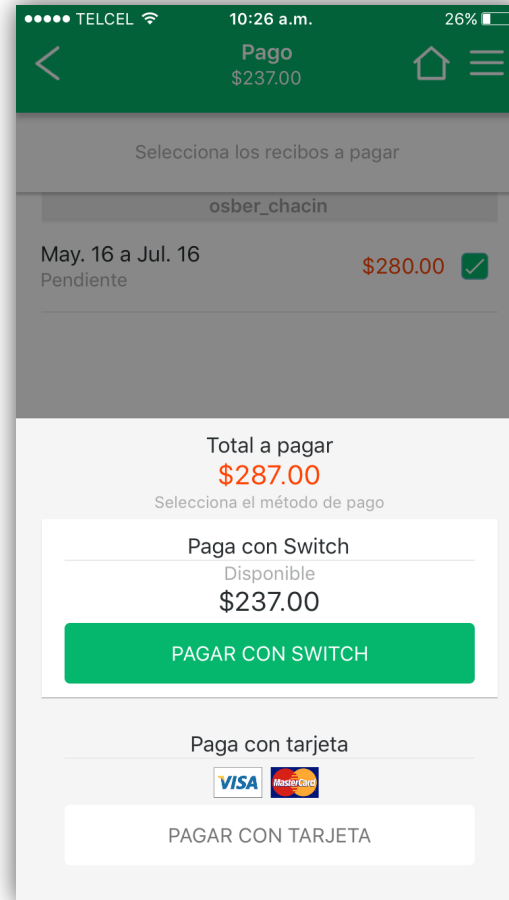 TELCEL 10:26 a.m. 26%
Pago
$237.00
Selecciona los recibos a pagar
osber_chacin
May. 16 a Jul. 16
$280.00
Pendiente
Total a pagar
$287.00
Selecciona el método de pago
Paga con Switch
Disponible
$237.00
PAGAR CON SWITCH
Paga con tarjeta
VISA MasterCard
PAGAR CON TARJETA